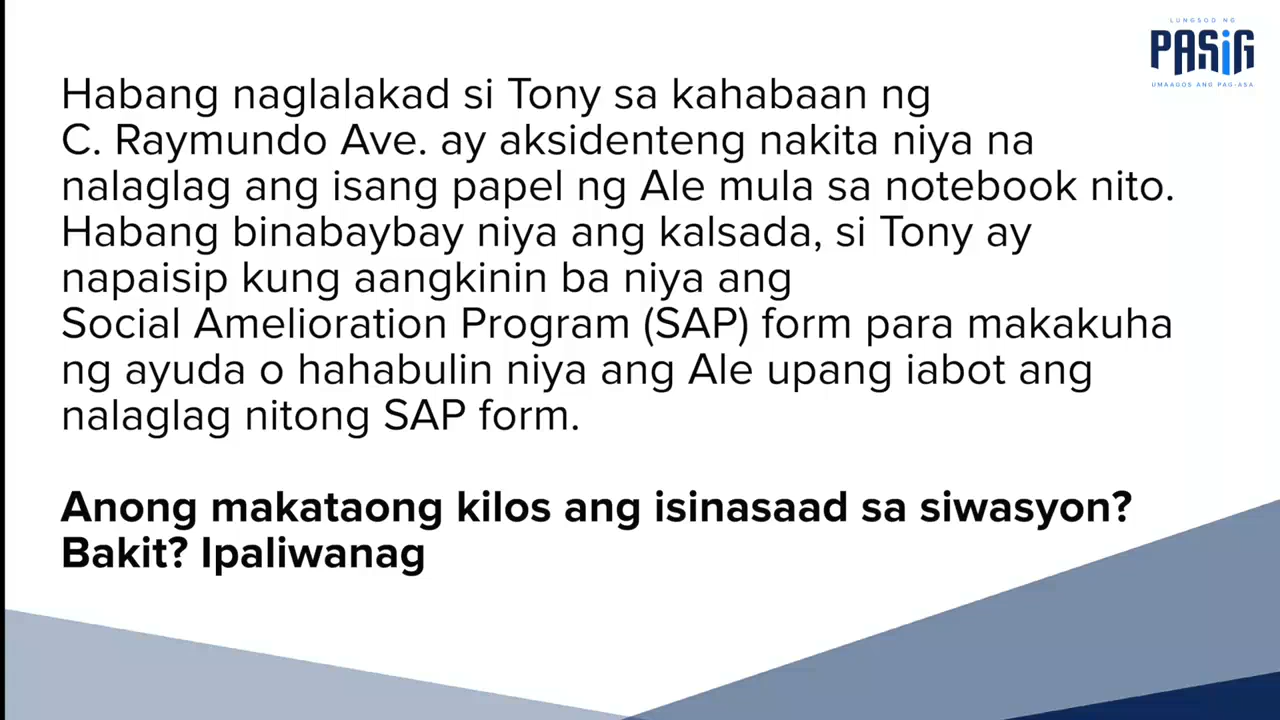 LUNGSOD NG
PASIG
UMAAGOS ANG PAG-ASA
Habang naglalakad si Tony sa kahabaan ng
C. Raymundo Ave. ay aksidenteng nakita niya na
nalaglag ang isang papel ng Ale mula sa notebook nito.
Habang binabaybay niya ang kalsada, si Tony ay
napaisip kung aangkinin ba niya ang
Social Amelioration Program (SAP) form para makakuha
ng ayuda o hahabulin niya ang Ale upang iabot ang
nalaglag nitong SAP form.
Anong makataong kilos ang isinasaad sa siwasyon?
Bakit? Ipaliwanag